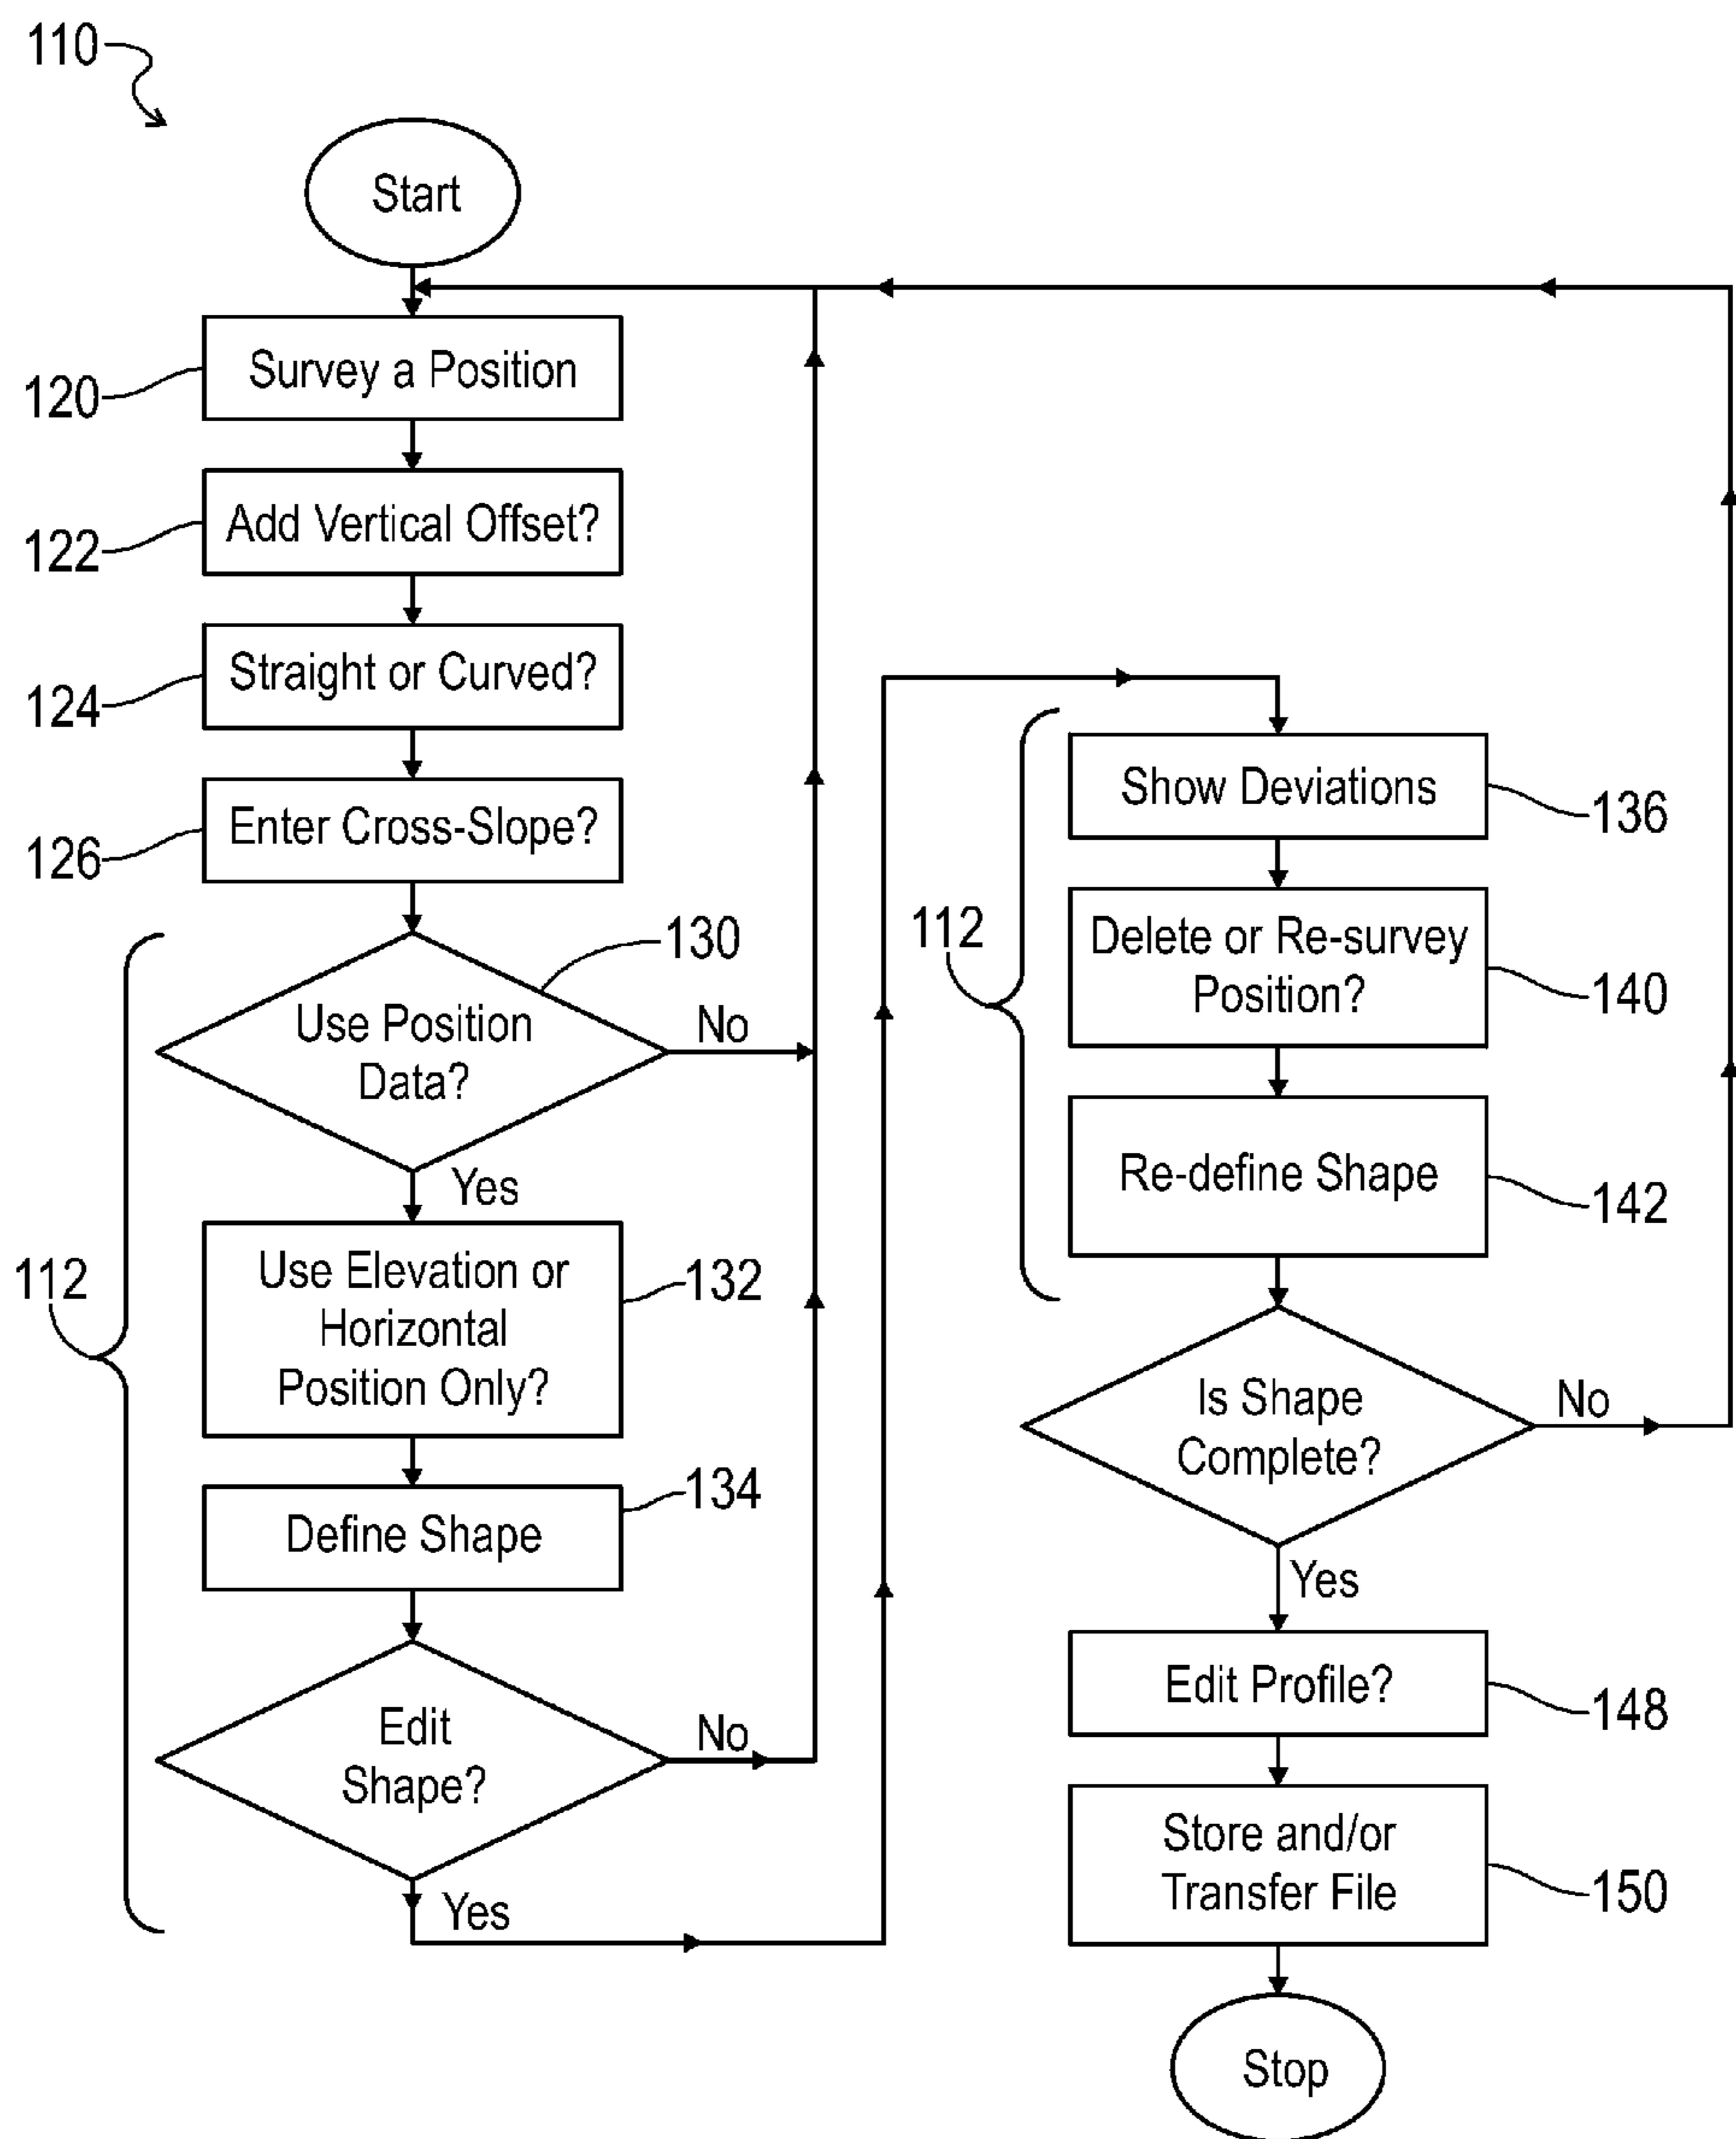 110
Start
Survey a Position
120
Add Vertical Offset?
122
Straight or Curved?
124
Enter Cross-Slope?
126
130
Use Position
Data?
No
Yes
112
Use Elevation or
Horizontal
Position Only?
132
Define Shape
134
Edit
Shape?
No
Yes
112
Show Deviations
136
Delete or Re-survey
Position?
140
Re-define Shape
142
Is Shape
Complete?
No
Yes
Edit Profile?
148
Store and/or
Transfer File
150
Stop